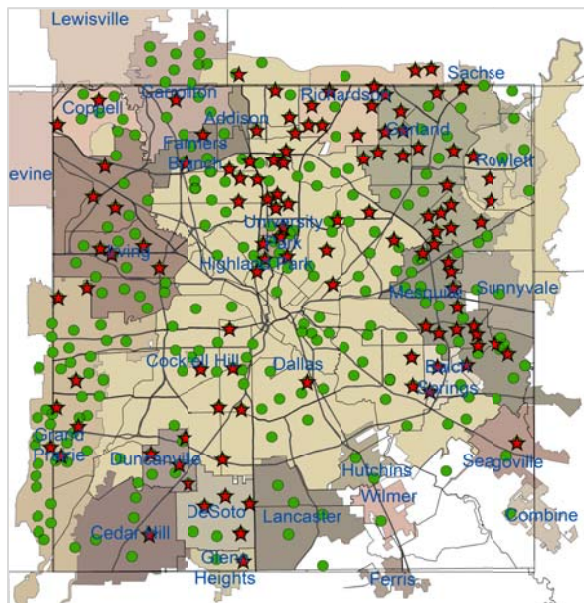 Lewisville
Sachse
Carrollton
Coppell
Richardson
Addison
Garland
Farmers
Branch
Rowlett
evine
University
Park
Irving
Highland Park
Sunnyvale
Mesquite
Cockrell Hill
Dallas
Balch
Springs
Grand
Prairie
Duncanville
Hutchins
Seagoville
Wilmer
DeSoto
Lancaster
Combine
Cedar Hill
Glenn
Heights
Ferris